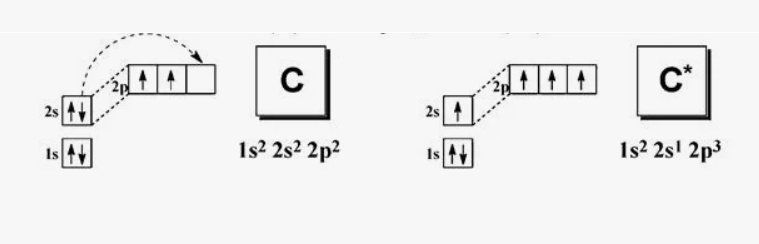 2p
C
2s
1s
1s² 2s² 2p²
2p
C*
2s
1s
1s² 2s¹ 2p³